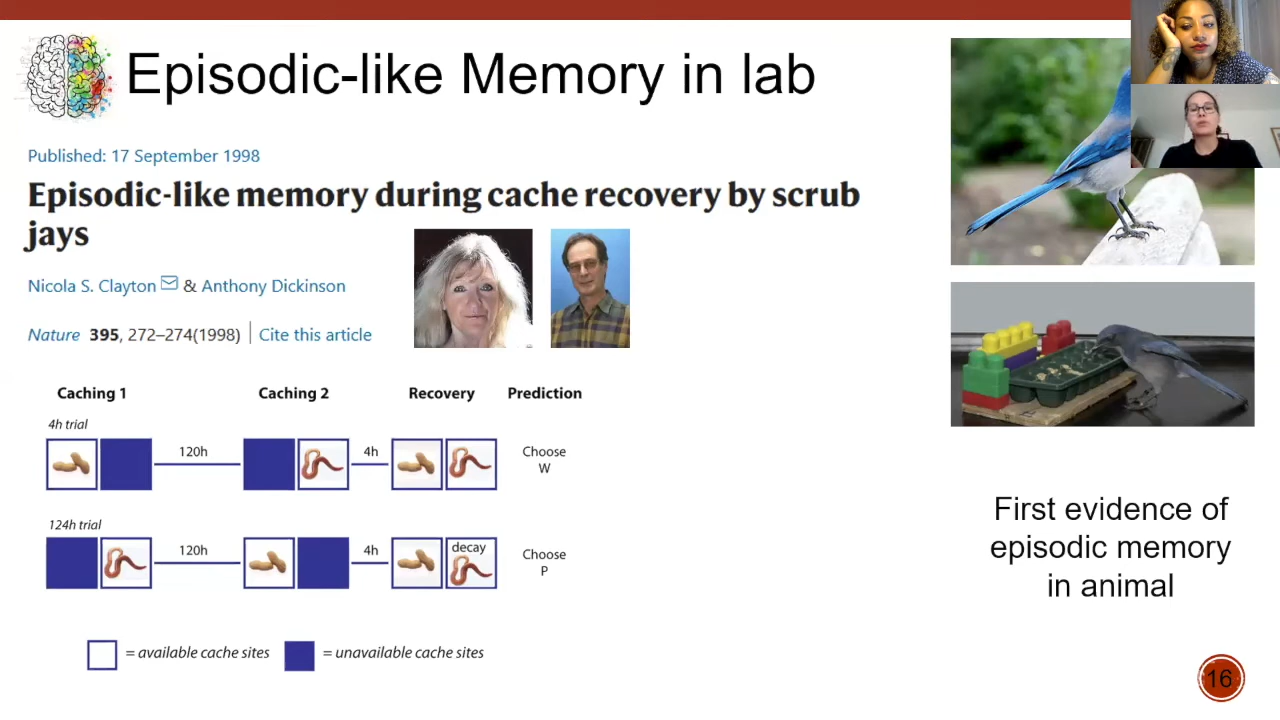 Episodic-like Memory in lab
Published: 17 September 1998
Episodic-like memory during cache recovery by scrub
jays
Nicola S. Clayton & Anthony Dickinson
Nature 395, 272–274(1998) | Cite this article
Caching 1 Caching 2 Recovery Prediction
4h trial
120h 4h Choose
W
124h trial
120h 4h decay Choose
P
= available cache sites = unavailable cache sites
First evidence of
episodic memory
in animal
16